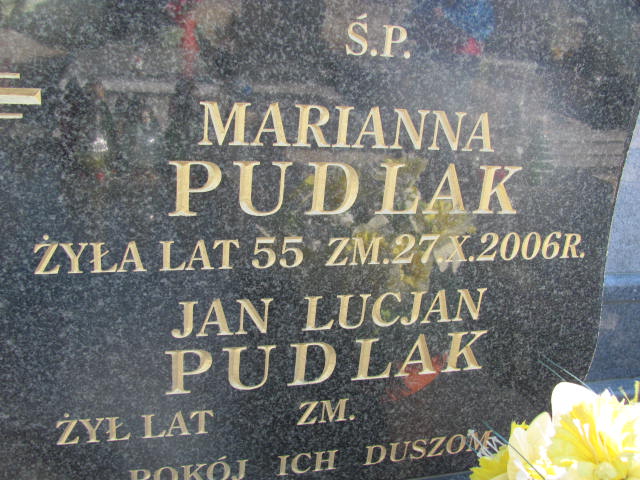 Ś.P.
MARIANNA
PUDLAK
ŻYŁA LAT 55 ZM.27.X.2006R.
JAN LUCJAN
PUDLAK
ŻYŁ LAT ZM.
POKÓJ ICH DUSZOM